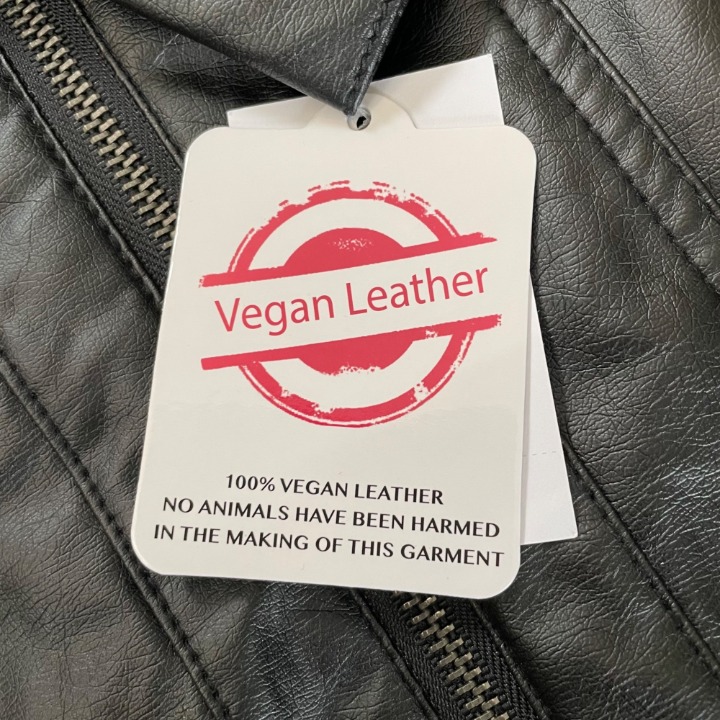 Vegan Leather
100% VEGAN LEATHER
NO ANIMALS HAVE BEEN HARMED
IN THE MAKING OF THIS GARMENT